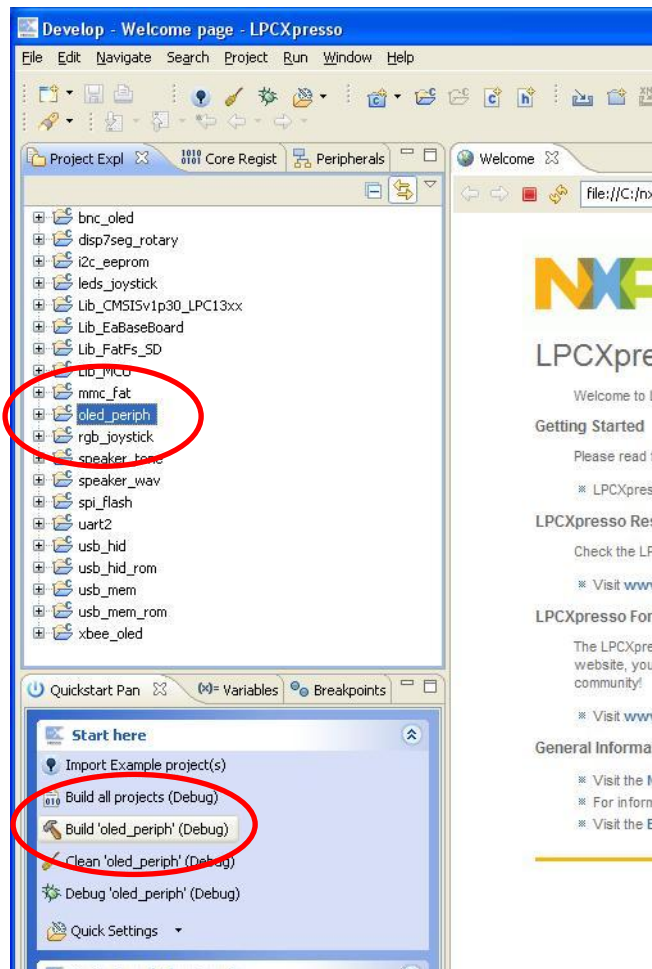 Develop - Welcome page - LPCXpresso
File Edit Navigate Search Project Run Window Help
Project Expl Core Regist Peripherals
Welcome
file://C:/nx
bnc_oled
disp7seg_rotary
i2c_eeprom
leds_joystick
Lib_CMSISv1p30_LPC13xx
Lib_EaBaseBoard
Lib_FatFs_SD
Lib_MCU
mmc_fat
oled_periph
rgb_joystick
speaker_tone
speaker_wav
spi_flash
uart2
usb_hid
usb_hid_rom
usb_mem
usb_mem_rom
xbee_oled
Quickstart Pan (x)= Variables Breakpoints
Start here
Import Example project(s)
Build all projects (Debug)
Build 'oled_periph' (Debug)
Clean 'oled_periph' (Debug)
Debug 'oled_periph' (Debug)
Quick Settings
NXP
LPCXpre
Welcome to L
Getting Started
Please read
LPCXpres
LPCXpresso Res
Check the LP
Visit www
LPCXpresso For
The LPCXpre
website, you
community!
Visit www
General Informa
Visit the
For inform
Visit the E